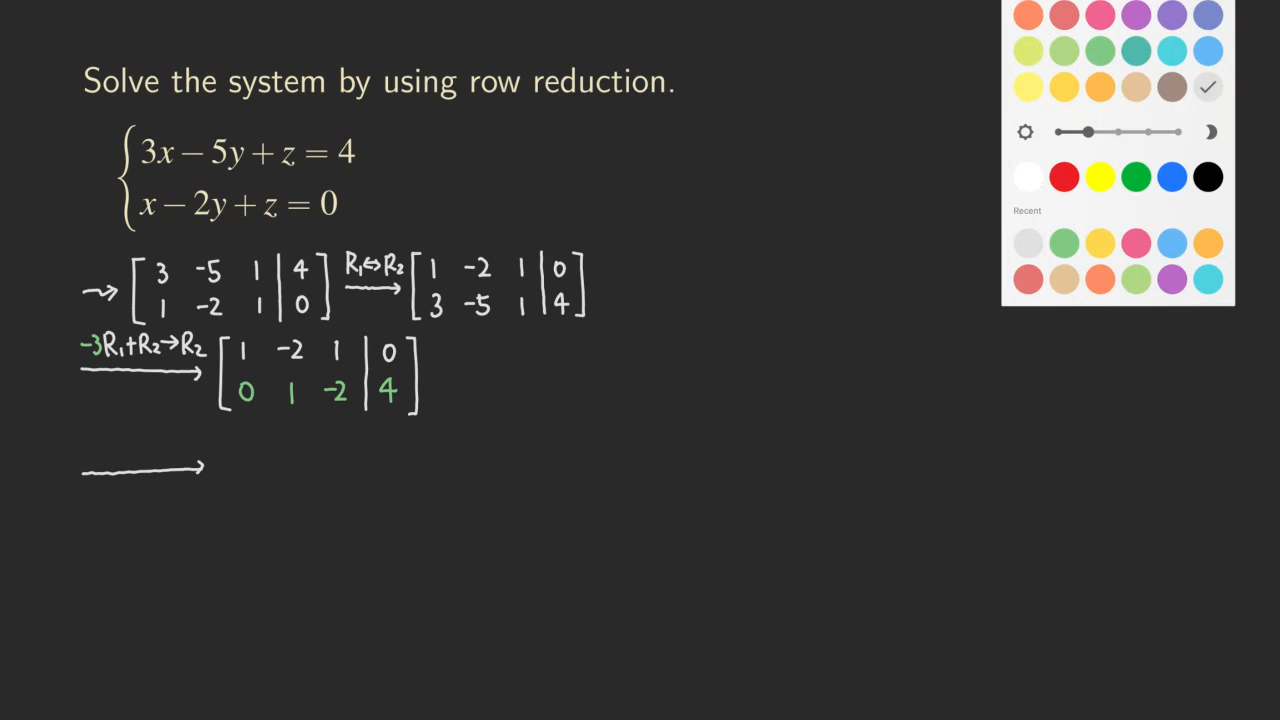 Solve the system by using row reduction.
3x − 5y + z = 4
x − 2y + z = 0
⇝ [ 3 -5 1 | 4 ] R₁↔R₂ → [ 1 -2 1 | 0 ]
[ 1 -2 1 | 0 ] [ 3 -5 1 | 4 ]
-3R₁+R₂→R₂ [ 1 -2 1 | 0 ]
→ [ 0 1 -2 | 4 ]
→
Recent